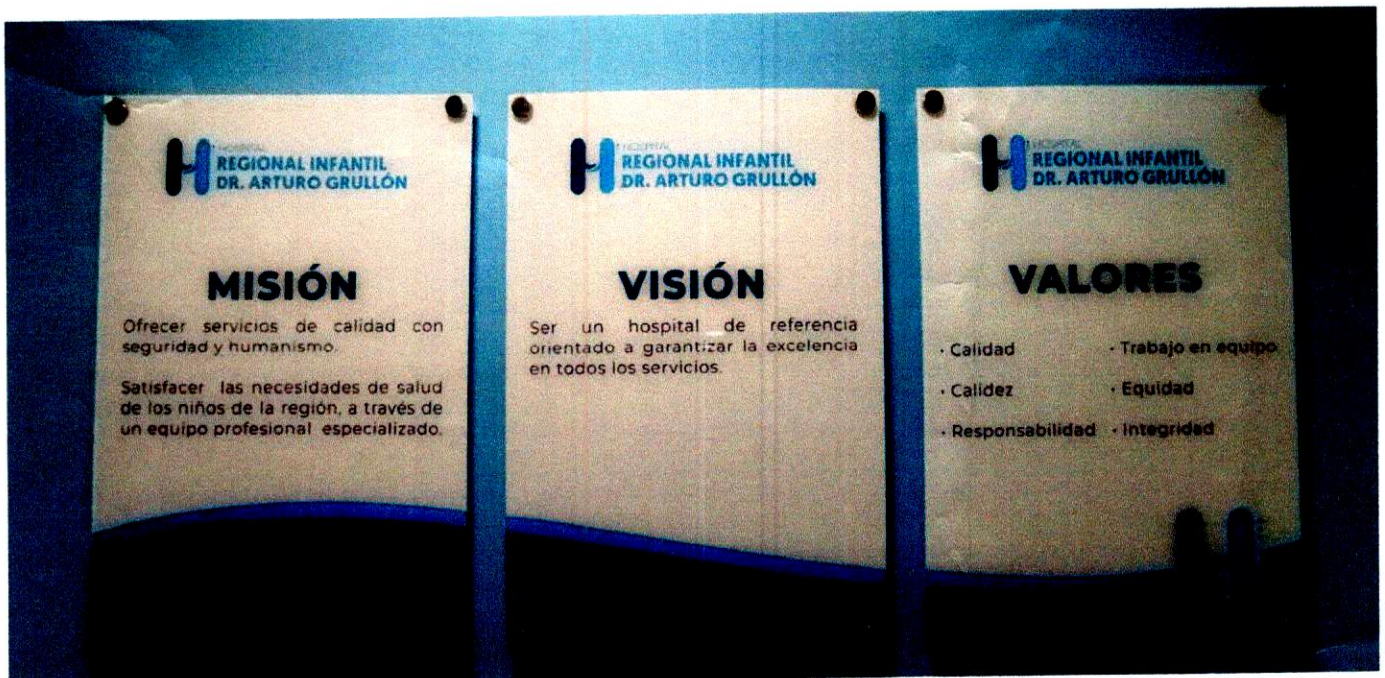 HOSPITAL
REGIONAL INFANTIL
DR. ARTURO GRULLÓN
MISIÓN
Ofrecer servicios de calidad con
seguridad y humanismo.
Satisfacer las necesidades de salud
de los niños de la región, a través de
un equipo profesional especializado.
HOSPITAL
REGIONAL INFANTIL
DR. ARTURO GRULLÓN
VISIÓN
Ser un hospital de referencia
orientado a garantizar la excelencia
en todos los servicios.
HOSPITAL
REGIONAL INFANTIL
DR. ARTURO GRULLÓN
VALORES
· Calidad · Trabajo en equipo
· Calidez · Equidad
· Responsabilidad · Integridad